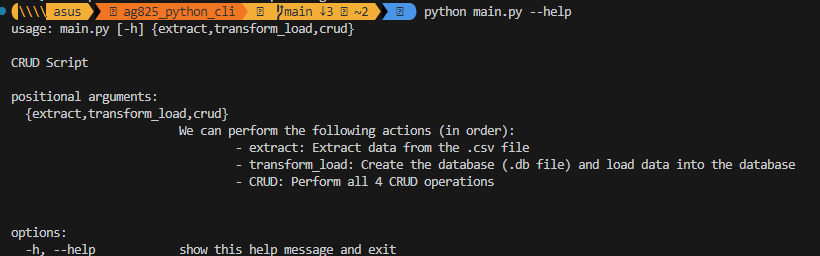 \\\\ asus ag825_python_cli main ↓3 ~2 python main.py --help
usage: main.py [-h] {extract,transform_load,crud}
CRUD Script
positional arguments:
{extract,transform_load,crud}
We can perform the following actions (in order):
- extract: Extract data from the .csv file
- transform_load: Create the database (.db file) and load data into the database
- CRUD: Perform all 4 CRUD operations
options:
-h, --help show this help message and exit